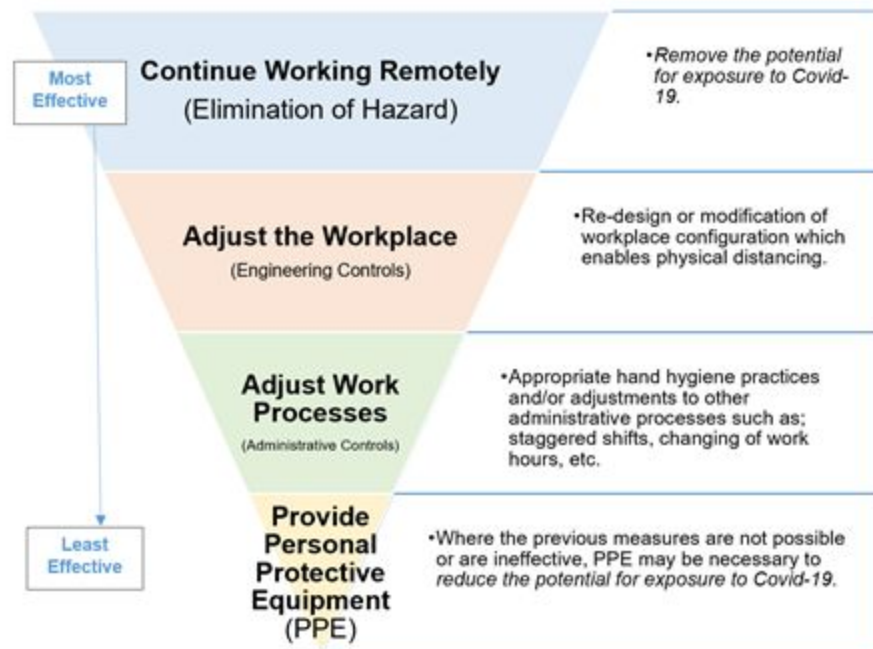 Most
Effective
Continue Working Remotely
(Elimination of Hazard)
•Remove the potential
for exposure to Covid-
19.
Adjust the Workplace
(Engineering Controls)
•Re-design or modification of
workplace configuration which
enables physical distancing.
Adjust Work
Processes
(Administrative Controls)
•Appropriate hand hygiene practices
and/or adjustments to other
administrative processes such as;
staggered shifts, changing of work
hours, etc.
Least
Effective
Provide
Personal
Protective
Equipment
(PPE)
•Where the previous measures are not possible
or are ineffective, PPE may be necessary to
reduce the potential for exposure to Covid-19.